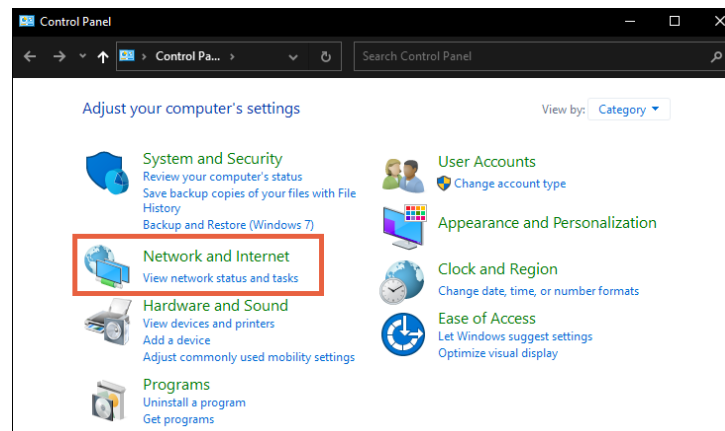 Control Panel
Control Pa...
Search Control Panel
Adjust your computer's settings
View by: Category
System and Security
Review your computer's status
Save backup copies of your files with File
History
Backup and Restore (Windows 7)
Network and Internet
View network status and tasks
Hardware and Sound
View devices and printers
Add a device
Adjust commonly used mobility settings
Programs
Uninstall a program
Get programs
User Accounts
Change account type
Appearance and Personalization
Clock and Region
Change date, time, or number formats
Ease of Access
Let Windows suggest settings
Optimize visual display